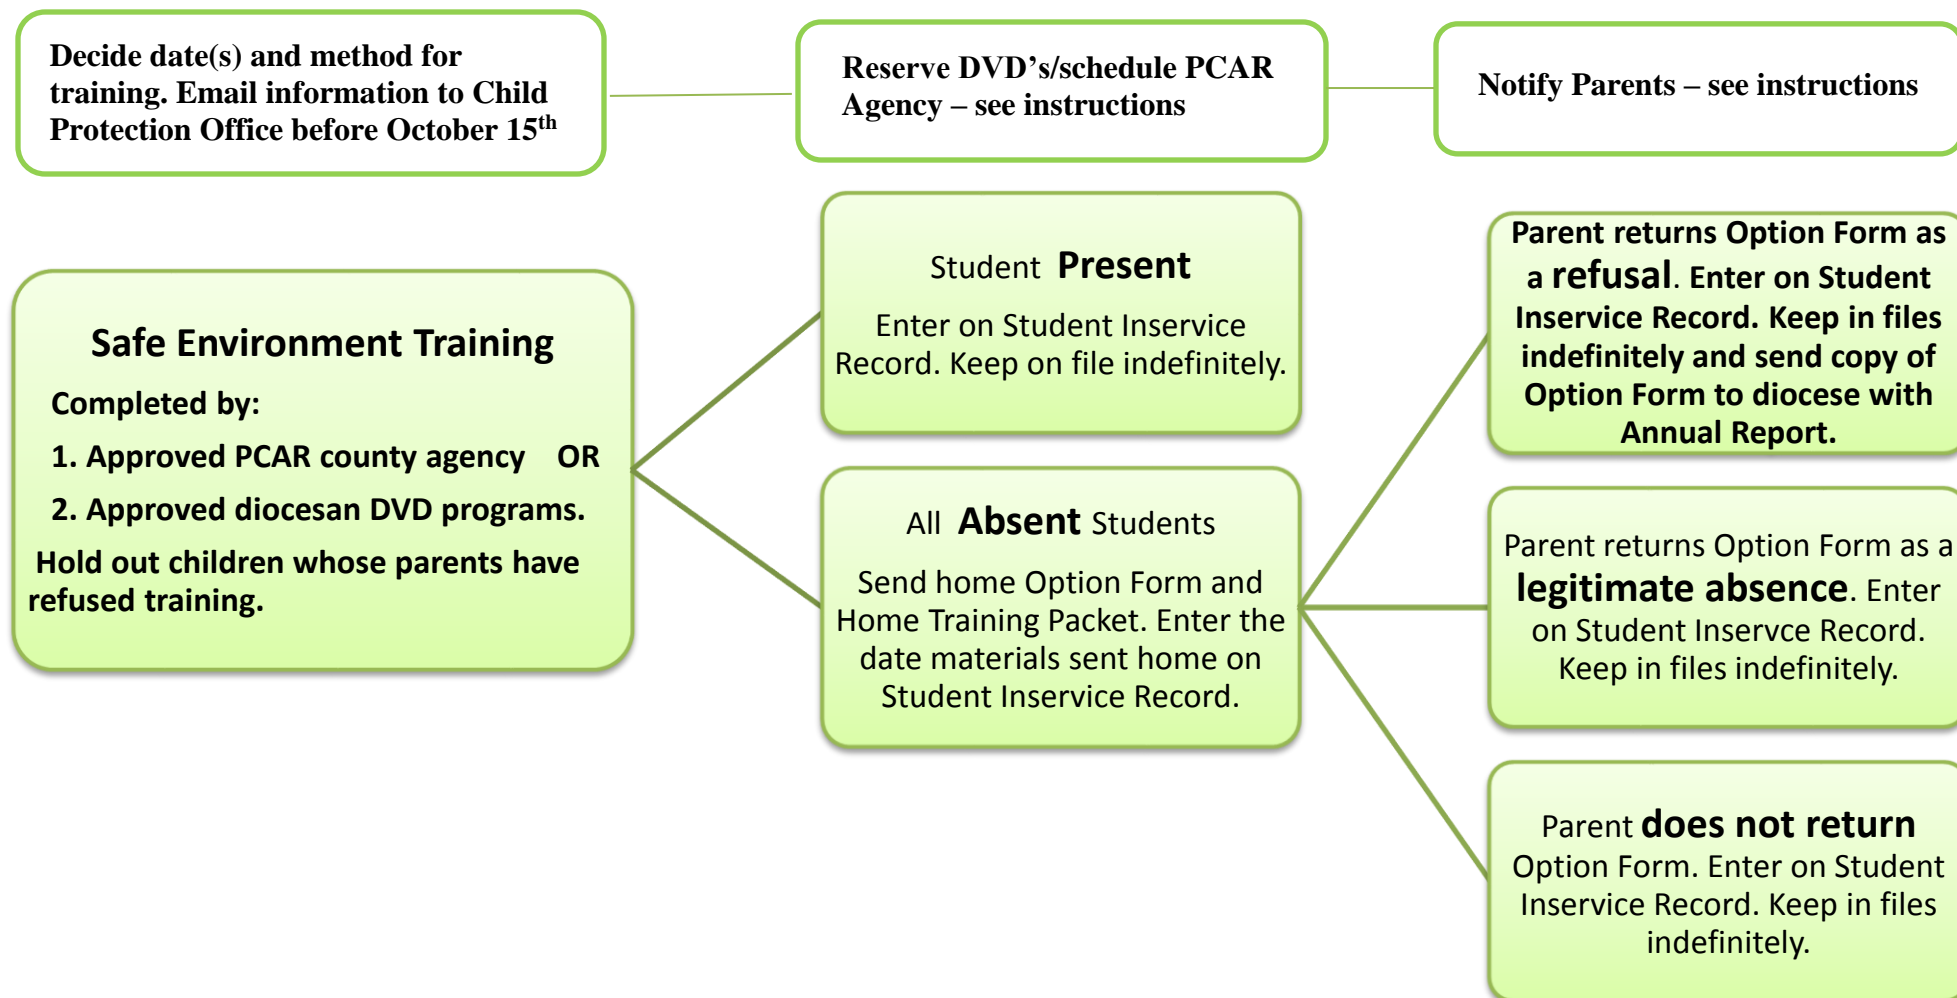 Decide date(s) and method for
training. Email information to Child
Protection Office before October 15th
Reserve DVD's/schedule PCAR
Agency – see instructions
Notify Parents – see instructions
Safe Environment Training
Completed by:
1. Approved PCAR county agency OR
2. Approved diocesan DVD programs.
Hold out children whose parents have
refused training.
Student Present
Enter on Student Inservice
Record. Keep on file indefinitely.
All Absent Students
Send home Option Form and
Home Training Packet. Enter the
date materials sent home on
Student Inservice Record.
Parent returns Option Form as
a refusal. Enter on Student
Inservice Record. Keep in files
indefinitely and send copy of
Option Form to diocese with
Annual Report.
Parent returns Option Form as a
legitimate absence. Enter
on Student Inservce Record.
Keep in files indefinitely.
Parent does not return
Option Form. Enter on Student
Inservice Record. Keep in files
indefinitely.